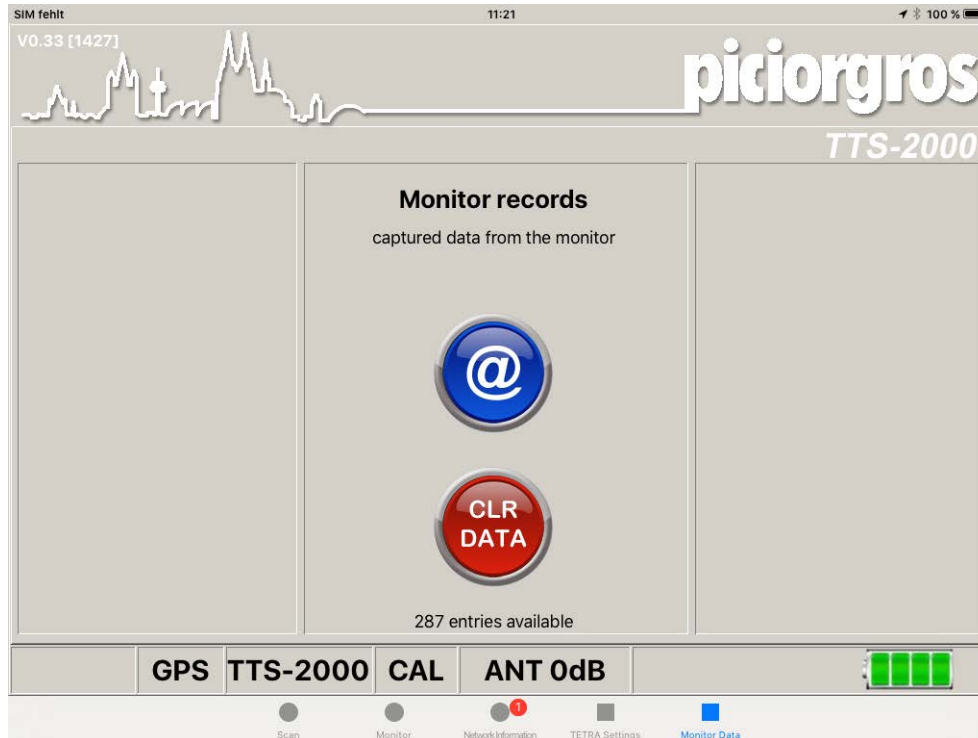 SIM fehlt 11:21 100 %
V0.33 [1427]
piciorgros
TTS-2000
Monitor records
captured data from the monitor
@
CLR
DATA
287 entries available
GPS TTS-2000 CAL ANT 0dB
1
Scan Monitor Network Information TETRA Settings Monitor Data